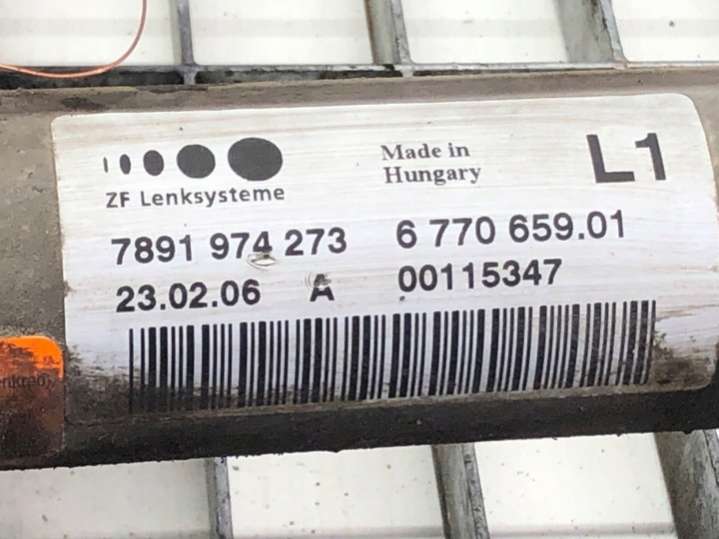 ZF Lenksysteme
Made in
Hungary
L1
7891 974 273 6 770 659.01
23.02.06 A 00115347